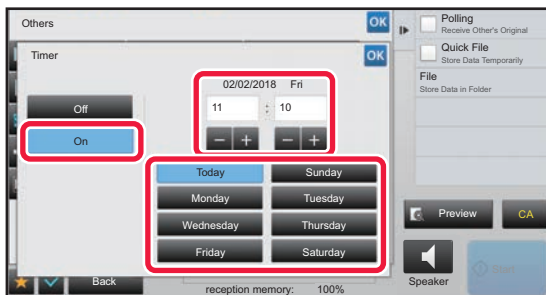 Others
OK
Timer
OK
02/02/2018 Fri
11 : 10
Off
On
Today
Sunday
Monday
Tuesday
Wednesday
Thursday
Friday
Saturday
Back
reception memory: 100%
Polling
Receive Other's Original
Quick File
Store Data Temporarily
File
Store Data in Folder
Preview
CA
Speaker
Start